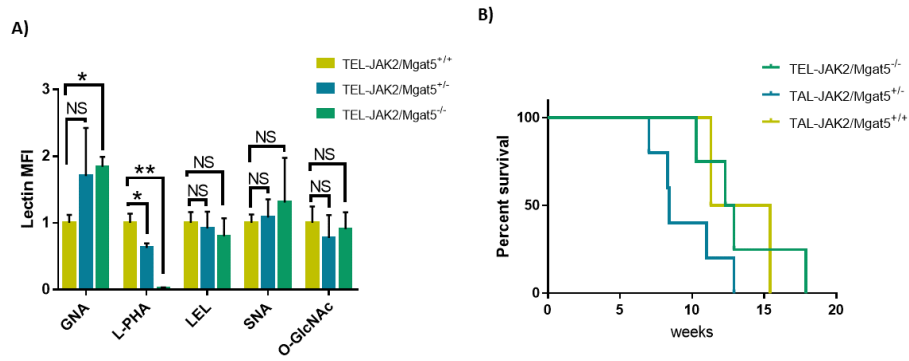 A)
TEL-JAK2/Mgat5+/+
TEL-JAK2/Mgat5+/-
TEL-JAK2/Mgat5-/-
Lectin MFI
3
2
1
0
*
NS
**
*
NS
NS
NS
NS
NS
NS
GNA
L-PHA
LEL
SNA
O-GlcNAc
B)
TEL-JAK2/Mgat5-/-
TAL-JAK2/Mgat5+/-
TAL-JAK2/Mgat5+/+
Percent survival
100
50
0
0
5
10
15
20
weeks